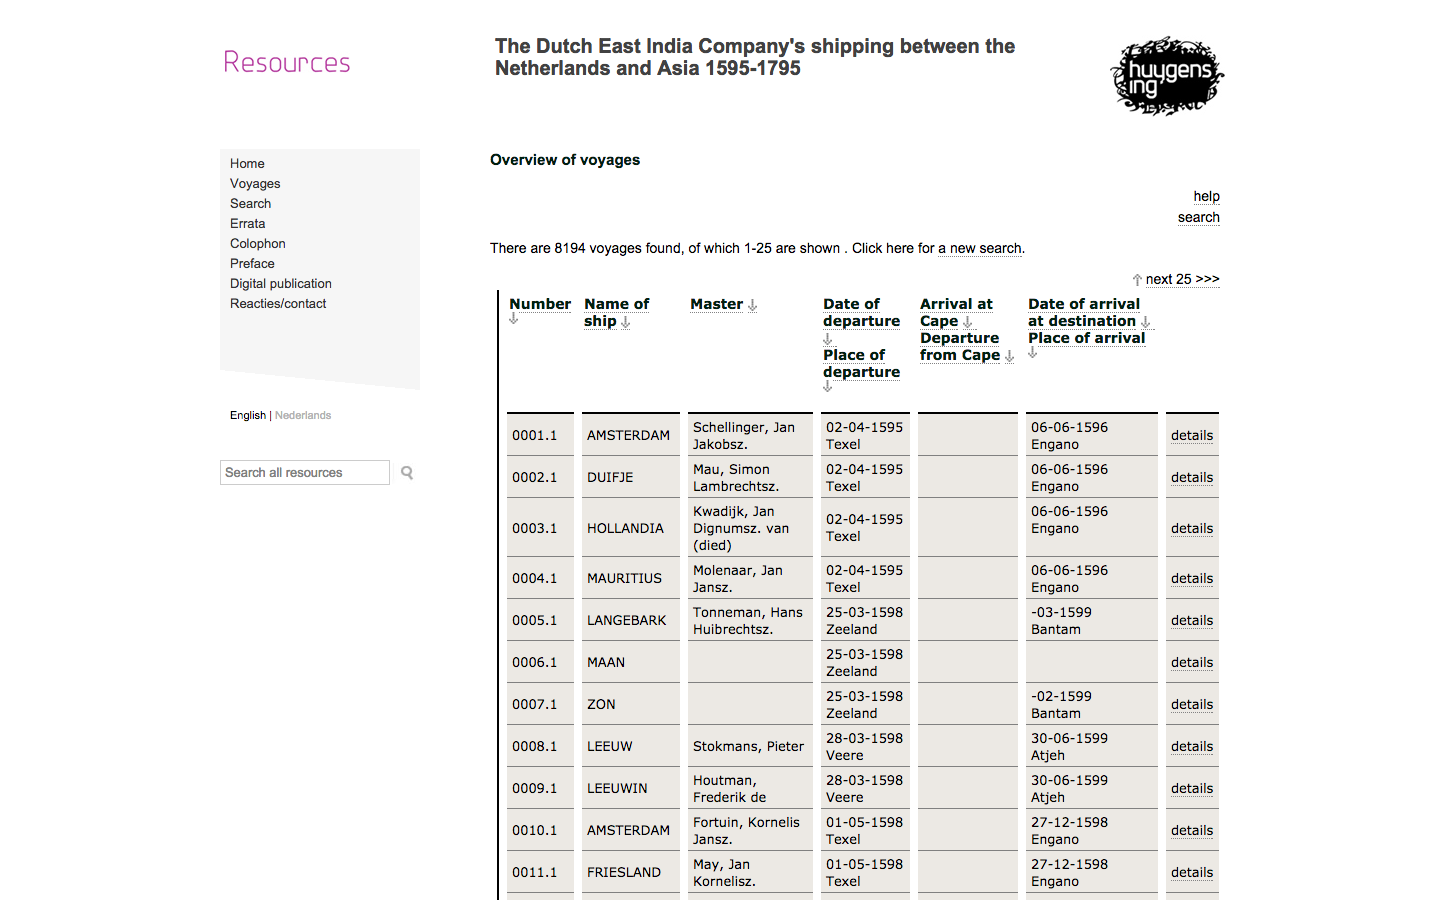 Resources
The Dutch East India Company's shipping between the
Netherlands and Asia 1595-1795
huygens
ing
Home
Voyages
Search
Errata
Colophon
Preface
Digital publication
Reacties/contact
English | Nederlands
Search all resources
Overview of voyages
help
search
There are 8194 voyages found, of which 1-25 are shown . Click here for a new search.
↑ next 25 >>>
Number ↓ Name of ship ↓ Master ↓ Date of departure ↓ Place of departure ↓ Arrival at Cape ↓ Departure from Cape ↓ Date of arrival at destination ↓ Place of arrival ↓
0001.1 AMSTERDAM Schellinger, Jan Jakobsz. 02-04-1595 Texel 06-06-1596 Engano details
0002.1 DUIFJE Mau, Simon Lambrechtsz. 02-04-1595 Texel 06-06-1596 Engano details
0003.1 HOLLANDIA Kwadijk, Jan Dignumsz. van (died) 02-04-1595 Texel 06-06-1596 Engano details
0004.1 MAURITIUS Molenaar, Jan Jansz. 02-04-1595 Texel 06-06-1596 Engano details
0005.1 LANGEBARK Tonneman, Hans Huibrechtsz. 25-03-1598 Zeeland -03-1599 Bantam details
0006.1 MAAN 25-03-1598 Zeeland details
0007.1 ZON 25-03-1598 Zeeland -02-1599 Bantam details
0008.1 LEEUW Stokmans, Pieter 28-03-1598 Veere 30-06-1599 Atjeh details
0009.1 LEEUWIN Houtman, Frederik de 28-03-1598 Veere 30-06-1599 Atjeh details
0010.1 AMSTERDAM Fortuin, Kornelis Jansz. 01-05-1598 Texel 27-12-1598 Engano details
0011.1 FRIESLAND May, Jan Kornelisz. 01-05-1598 Texel 27-12-1598 Engano details